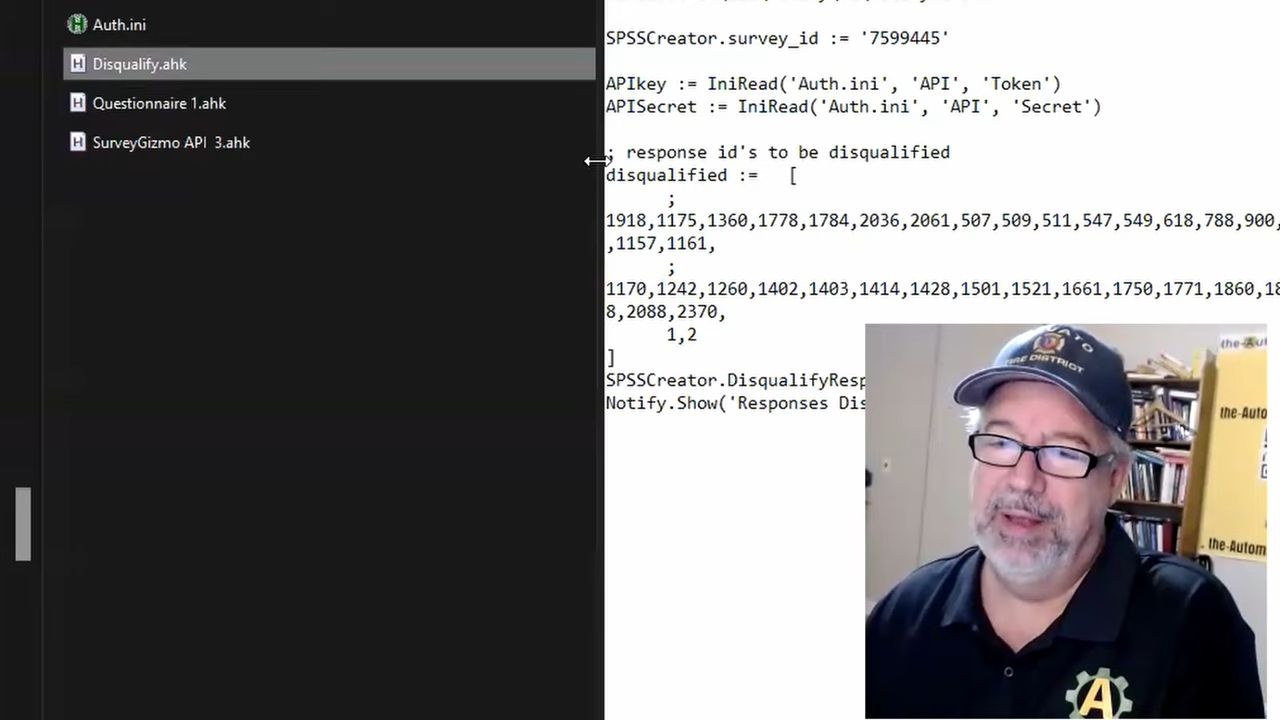 Auth.ini
Disqualify.ahk
Questionnaire 1.ahk
SurveyGizmo API 3.ahk
SPSSCreator.survey_id := '7599445'
APIkey := IniRead('Auth.ini', 'API', 'Token')
APISecret := IniRead('Auth.ini', 'API', 'Secret')
; response id's to be disqualified
disqualified := [
;
1918,1175,1360,1778,1784,2036,2061,507,509,511,547,549,618,788,900,
,1157,1161,
;
1170,1242,1260,1402,1403,1414,1428,1501,1521,1661,1750,1771,1860,18
8,2088,2370,
1,2
]
SPSSCreator.DisqualifyResp
Notify.Show('Responses Dis
ATO
FIRE DISTRICT
the-Aut
the-Auto
the-Autom
A